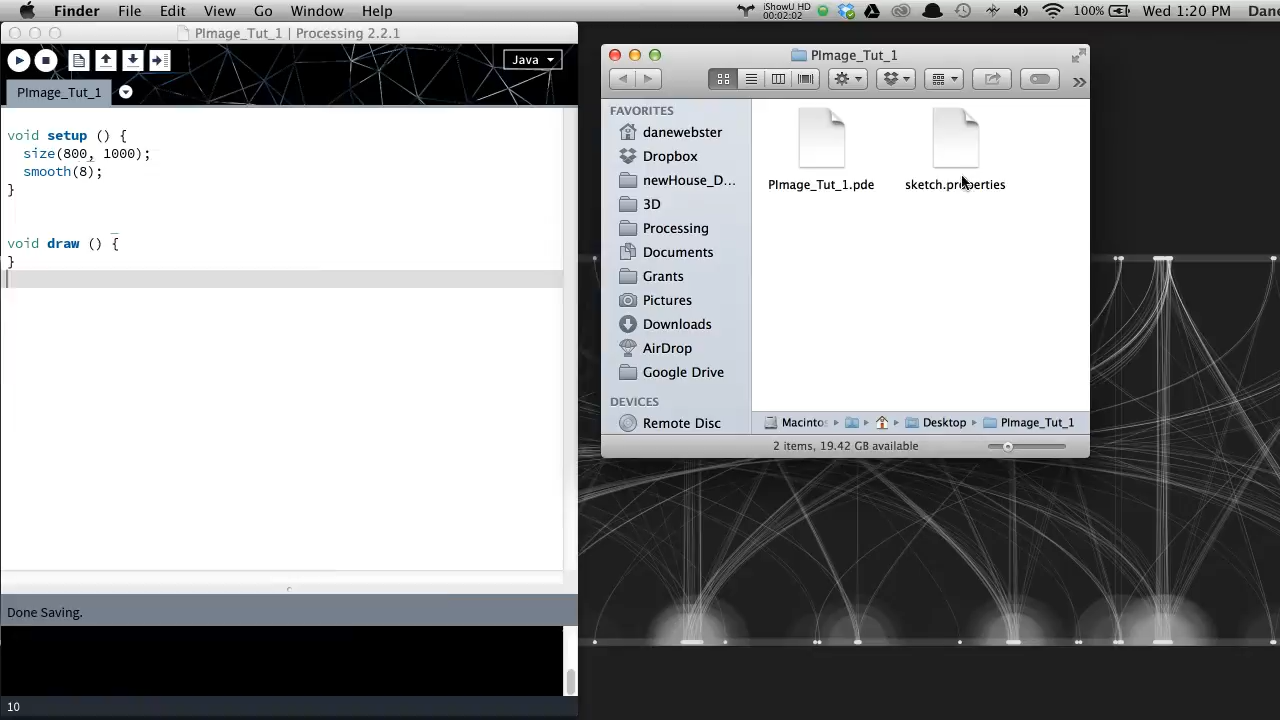 Finder File Edit View Go Window Help
iShowU HD
00:02:02
100% Wed 1:20 PM Dane
PImage_Tut_1 | Processing 2.2.1
Java
PImage_Tut_1
void setup () {
size(800, 1000);
smooth(8);
}
void draw () {
}
Done Saving.
10
PImage_Tut_1
FAVORITES
danewebster
Dropbox
newHouse_D...
3D
Processing
Documents
Grants
Pictures
Downloads
AirDrop
Google Drive
DEVICES
Remote Disc
PImage_Tut_1.pde
sketch.properties
Macinto
Desktop
PImage_Tut_1
2 items, 19.42 GB available